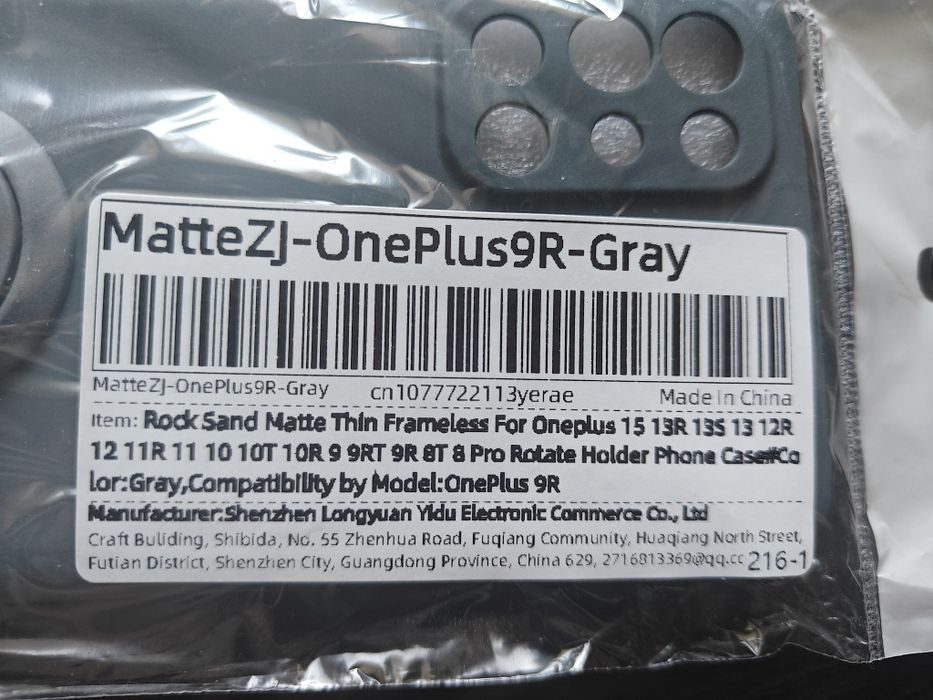 MatteZJ-OnePlus9R-Gray
MatteZJ-OnePlus9R-Gray cn1077722113yerae Made In China
Item: Rock Sand Matte Thin Frameless For Oneplus 15 13R 13S 13 12R
12 11R 11 10 10T 10R 9 9RT 9R 8T 8 Pro Rotate Holder Phone Case#Co
lor:Gray,Compatibility by Model:OnePlus 9R
Manufacturer:Shenzhen Longyuan Yidu Electronic Commerce Co., Ltd
Craft Buliding, Shibida, No. 55 Zhenhua Road, Fuqiang Community, Huaqiang North Street,
Futian District, Shenzhen City, Guangdong Province, China 629, 2716813369@qq.cc 216-1